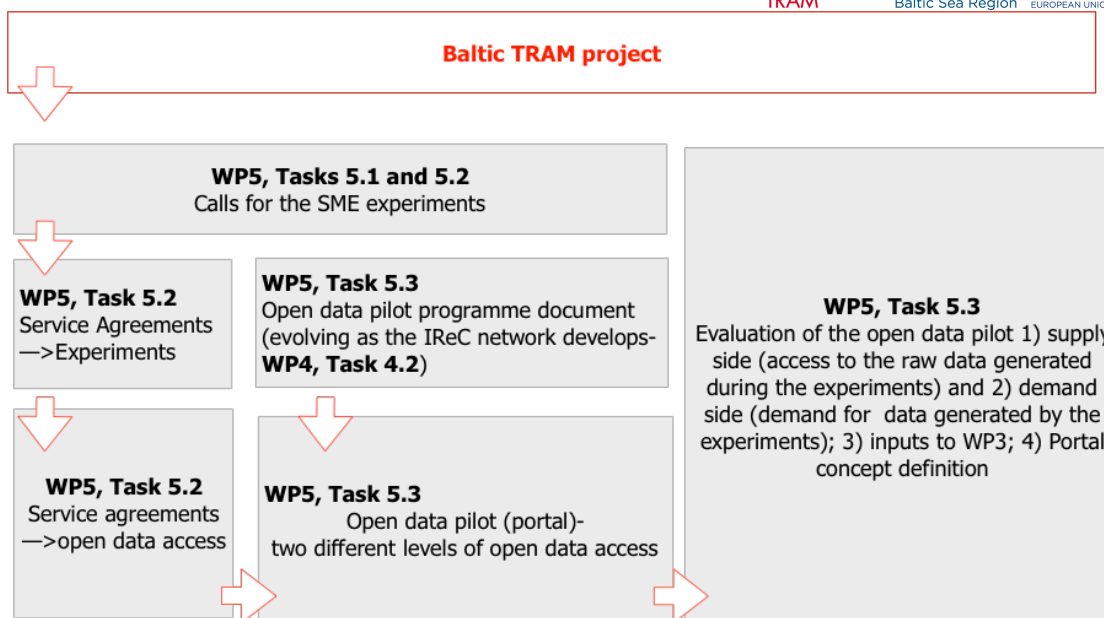 TRAM
Baltic Sea Region EUROPEAN UNION
Baltic TRAM project
WP5, Tasks 5.1 and 5.2
Calls for the SME experiments
WP5, Task 5.2
Service Agreements
—>Experiments
WP5, Task 5.3
Open data pilot programme document
(evolving as the IReC network develops-
WP4, Task 4.2)
WP5, Task 5.2
Service agreements
—>open data access
WP5, Task 5.3
Open data pilot (portal)-
two different levels of open data access
WP5, Task 5.3
Evaluation of the open data pilot 1) supply
side (access to the raw data generated
during the experiments) and 2) demand
side (demand for data generated by the
experiments); 3) inputs to WP3; 4) Portal
concept definition